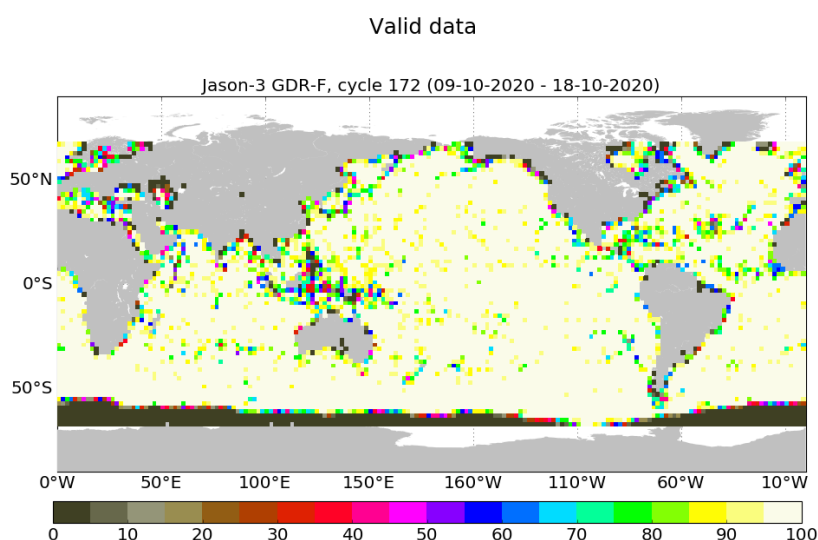 Valid data
Jason-3 GDR-F, cycle 172 (09-10-2020 - 18-10-2020)
50°N
0°S
50°S
0°W 50°E 100°E 150°E 160°W 110°W 60°W 10°W
0 10 20 30 40 50 60 70 80 90 100